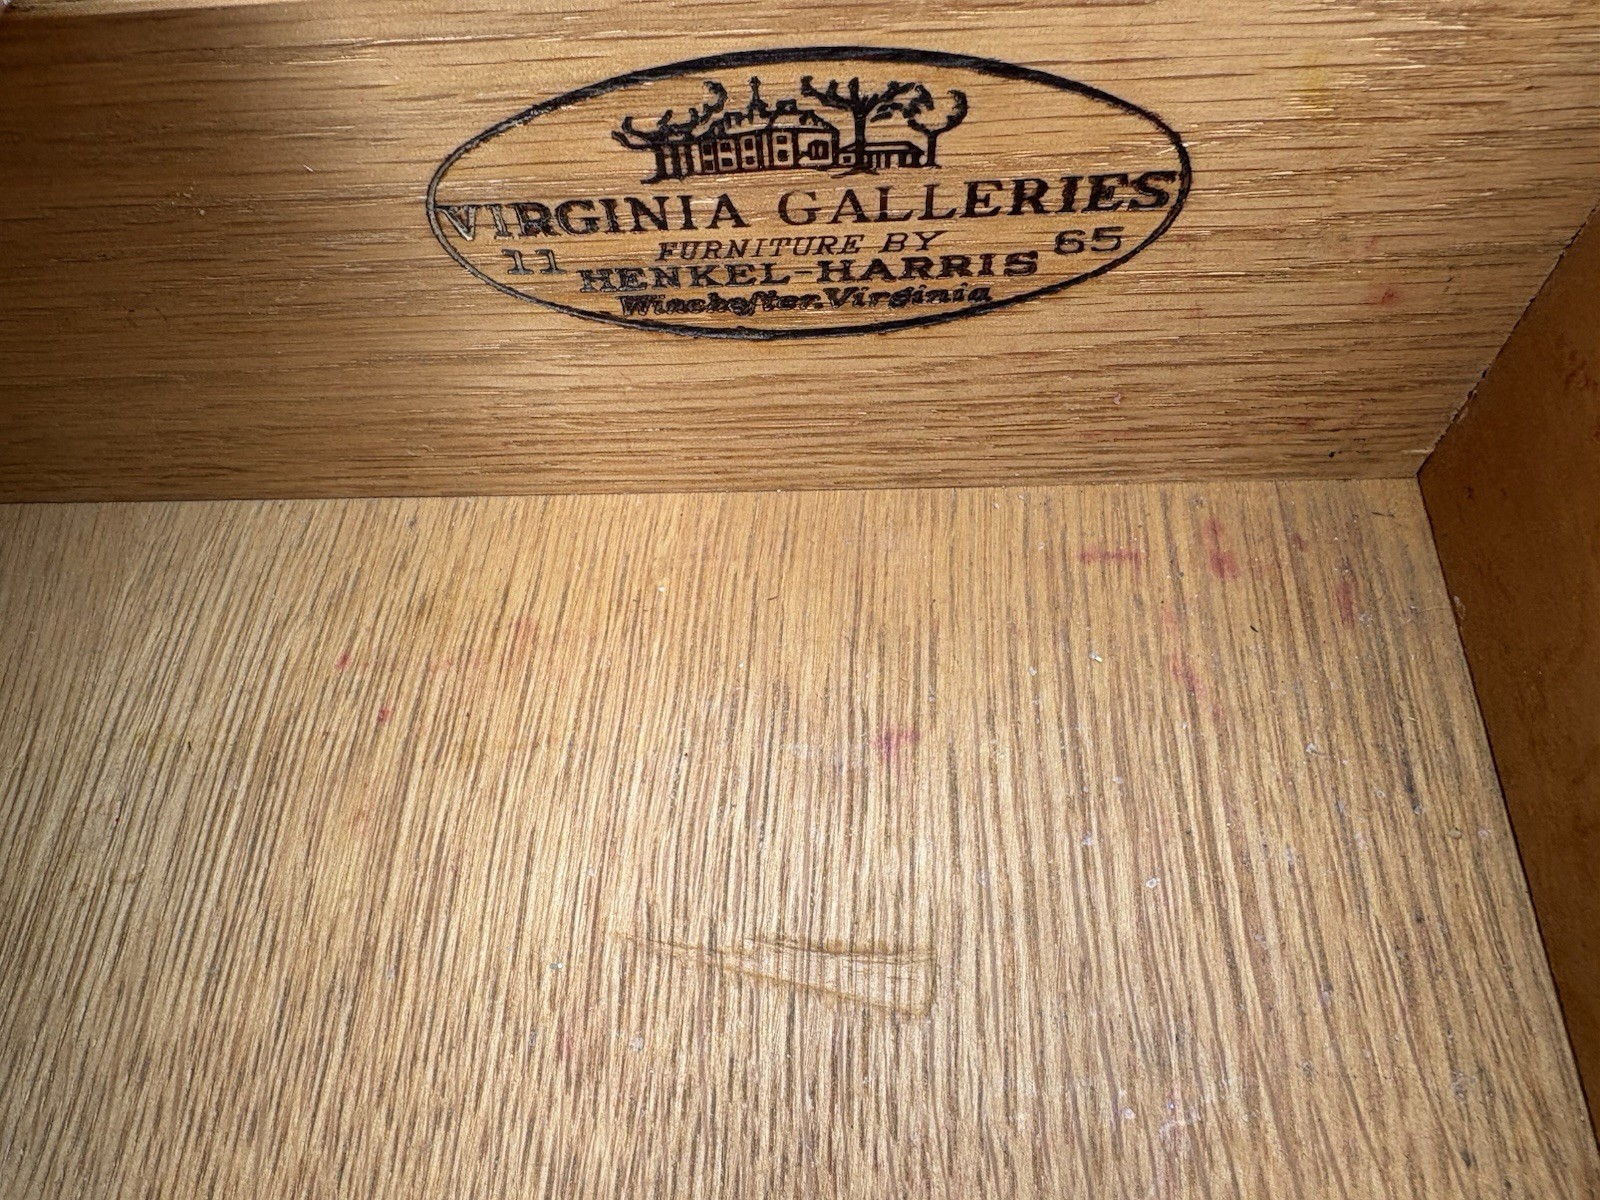 VIRGINIA GALLERIES
11 FURNITURE BY 65
HENKEL-HARRIS
Winchester, Virginia